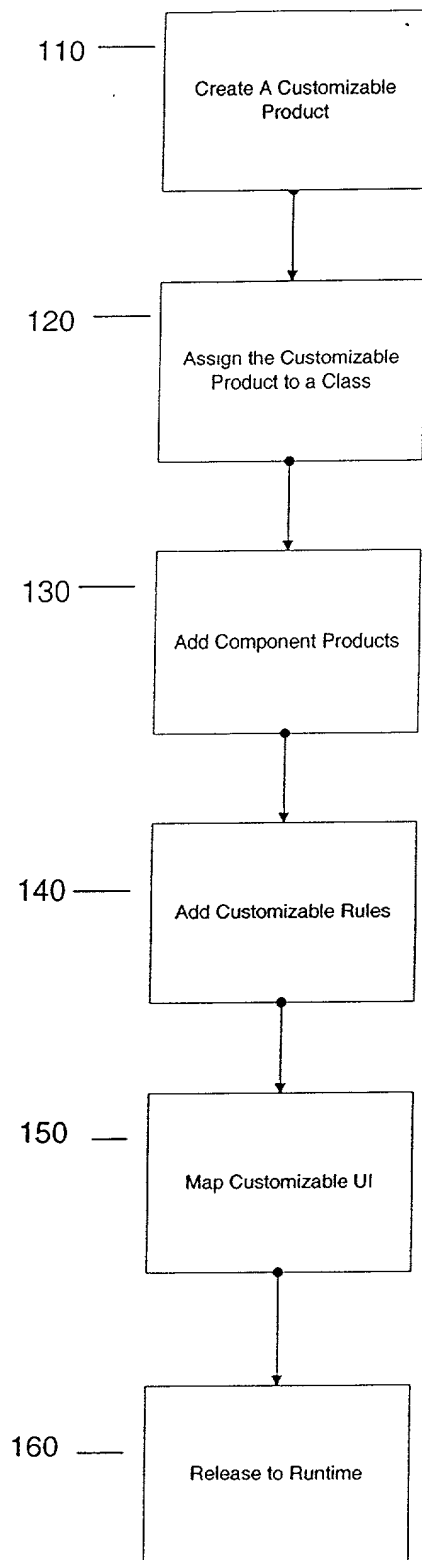 110
Create A Customizable
Product
120
Assign the Customizable
Product to a Class
130
Add Component Products
140
Add Customizable Rules
150
Map Customizable UI
160
Release to Runtime